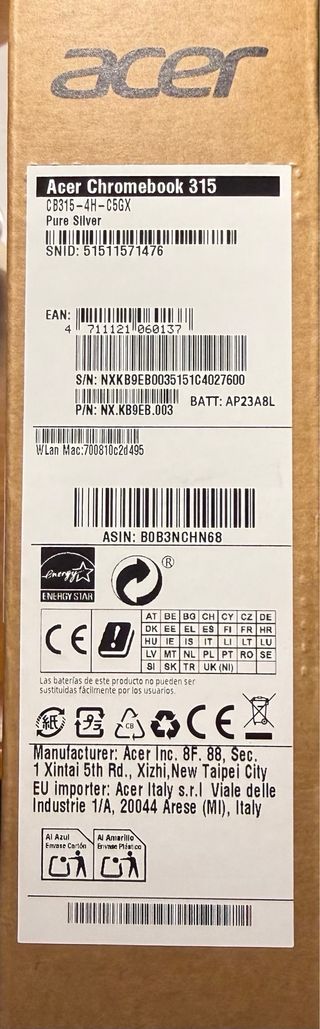 acer
Acer Chromebook 315
CB315-4H-C5GX
Pure Silver
SNID: 51511571476
EAN:
4 711121 060137
S/N: NXKB9EB0035151C4027600
BATT: AP23A8L
P/N: NX.KB9EB.003
WLan Mac:700810c2d495
ASIN: B0B3NCHN68
energy
ENERGY STAR
®
CE
AT BE BG CH CY CZ DE
DK EE EL ES FI FR HR
HU IE IS IT LI LT LU
LV MT NL PL PT RO SE
SI SK TR UK (NI)
Las baterías de este producto no pueden ser
sustituidas fácilmente por los usuarios.
紙 CB CE
Manufacturer: Acer Inc. 8F. 88, Sec.
1 Xintai 5th Rd., Xizhi,New Taipei City
EU importer: Acer Italy s.r.l Viale delle
Industrie 1/A, 20044 Arese (MI), Italy
Al Azul Al Amarillo
Envase Cartón Envase Plástico